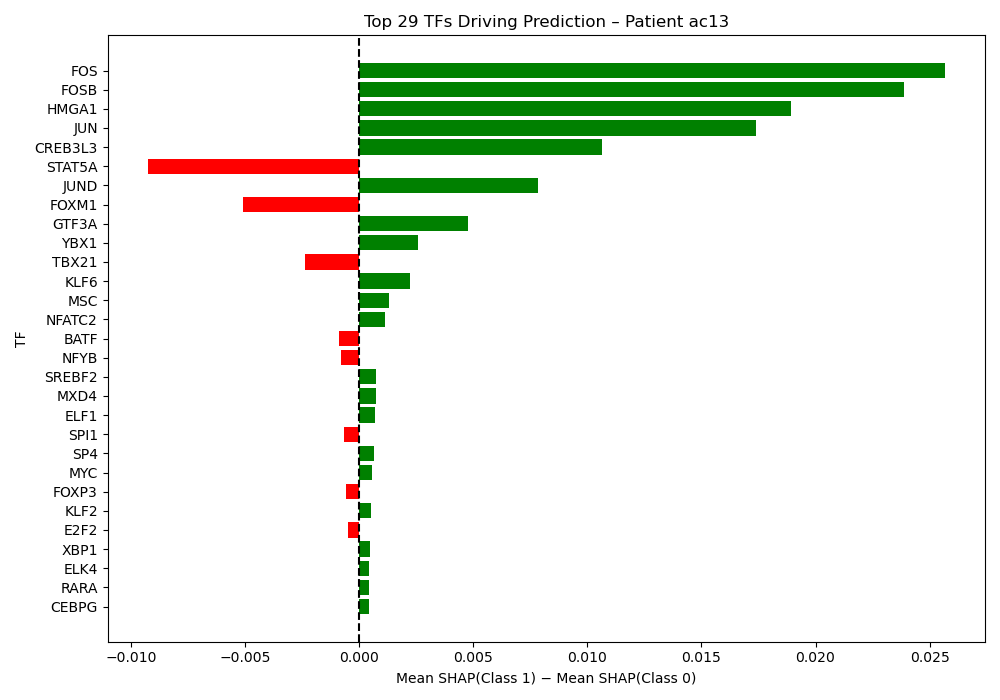 Top 29 TFs Driving Prediction – Patient ac13
TF
FOS
FOSB
HMGA1
JUN
CREB3L3
STAT5A
JUND
FOXM1
GTF3A
YBX1
TBX21
KLF6
MSC
NFATC2
BATF
NFYB
SREBF2
MXD4
ELF1
SPI1
SP4
MYC
FOXP3
KLF2
E2F2
XBP1
ELK4
RARA
CEBPG
−0.010 −0.005 0.000 0.005 0.010 0.015 0.020 0.025
Mean SHAP(Class 1) − Mean SHAP(Class 0)